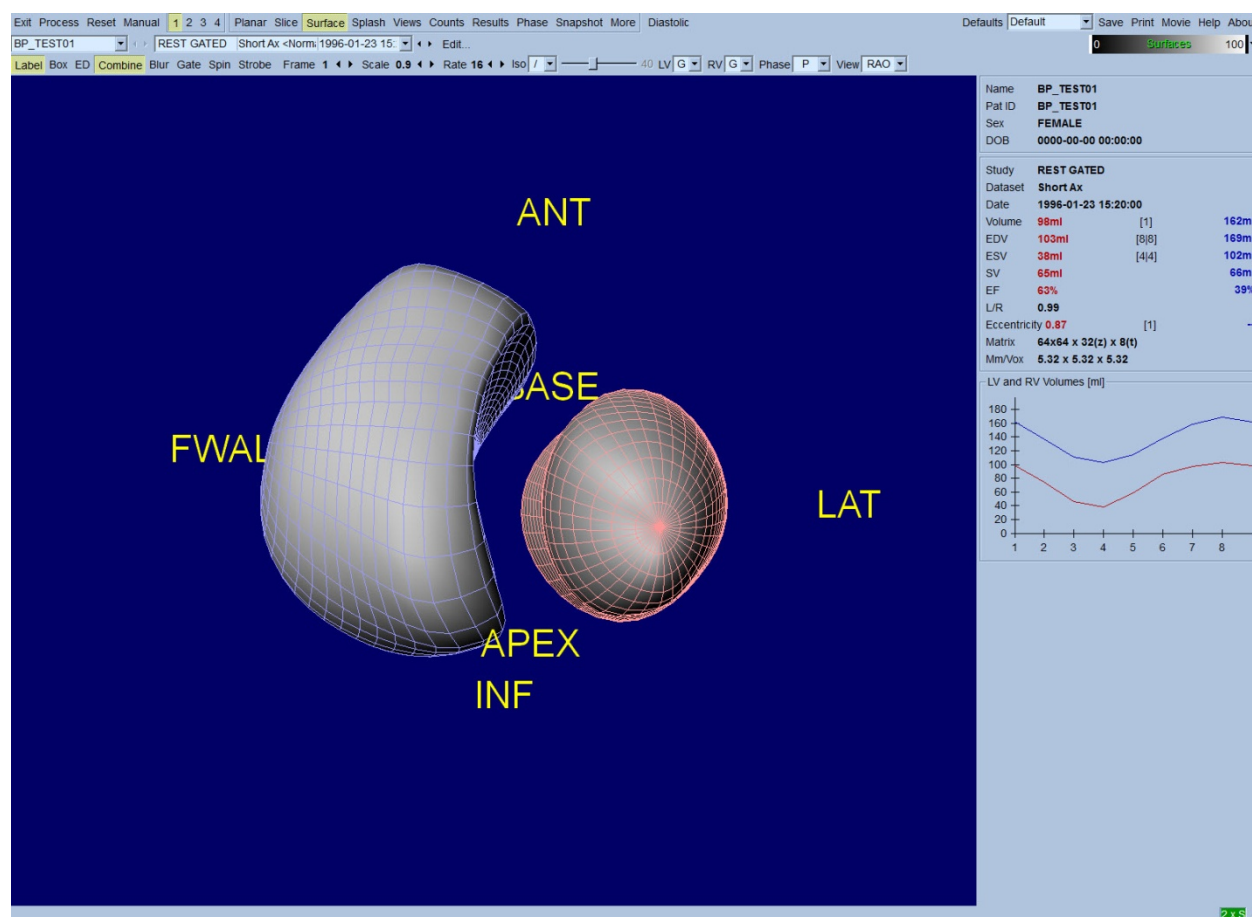 Exit Process Reset Manual 1 2 3 4 Planar Slice Surface Splash Views Counts Results Phase Snapshot More Diastolic Defaults Default Save Print Movie Help Abou
BP_TEST01 REST GATED Short Ax <Norm 1996-01-23 15: Edit... 0 Surfaces 100
Label Box ED Combine Blur Gate Spin Strobe Frame 1 Scale 0.9 Rate 16 Iso / 40 LV G RV G Phase P View RAO
ANT
BASE
FWAL
LAT
APEX
INF
Name BP_TEST01
Pat ID BP_TEST01
Sex FEMALE
DOB 0000-00-00 00:00:00
Study REST GATED
Dataset Short Ax
Date 1996-01-23 15:20:00
Volume 98ml [1] 162m
EDV 103ml [8|8] 169m
ESV 38ml [4|4] 102m
SV 65ml 66m
EF 63% 39%
L/R 0.99
Eccentricity 0.87 [1] -
Matrix 64x64 x 32(z) x 8(t)
Mm/Vox 5.32 x 5.32 x 5.32
LV and RV Volumes [ml]
180
160
140
120
100
80
60
40
20
0
1 2 3 4 5 6 7 8
2 x S